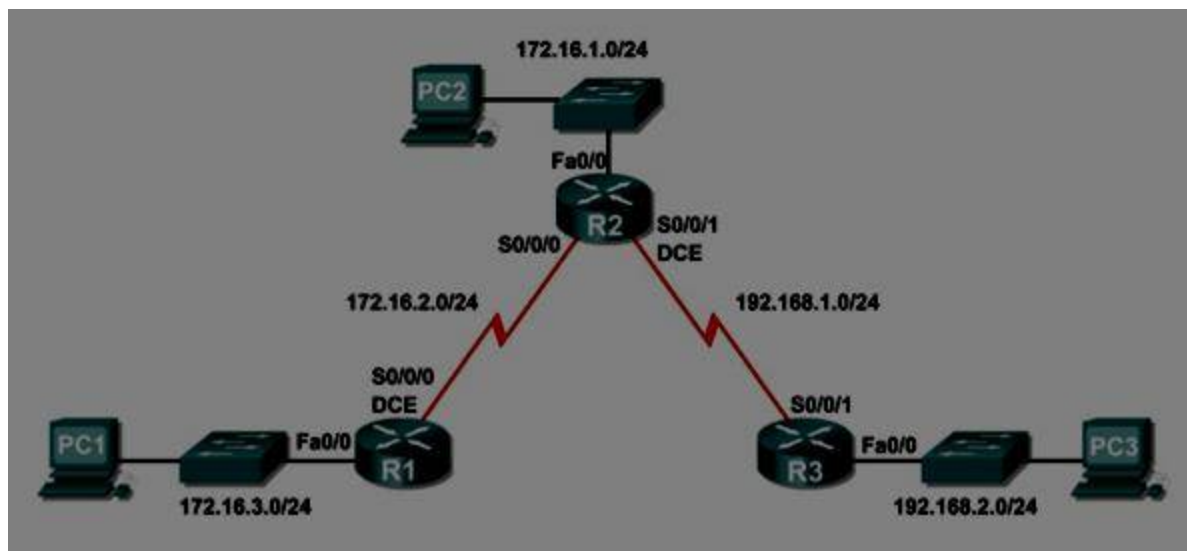 172.16.1.0/24
PC2
Fa0/0
R2
S0/0/1
DCE
S0/0/0
172.16.2.0/24
192.168.1.0/24
S0/0/0
DCE
S0/0/1
PC1
Fa0/0
R1
172.16.3.0/24
R3
Fa0/0
PC3
192.168.2.0/24